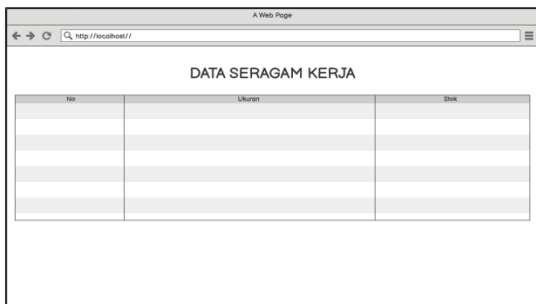 A Web Page
http://localhost//
DATA SERAGAM KERJA
No Ukuran Stok